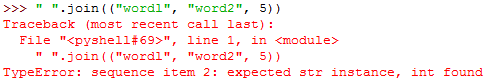 >>> " ".join(("word1", "word2", 5))
Traceback (most recent call last):
  File "<pyshell#69>", line 1, in <module>
    " ".join(("word1", "word2", 5))
TypeError: sequence item 2: expected str instance, int found